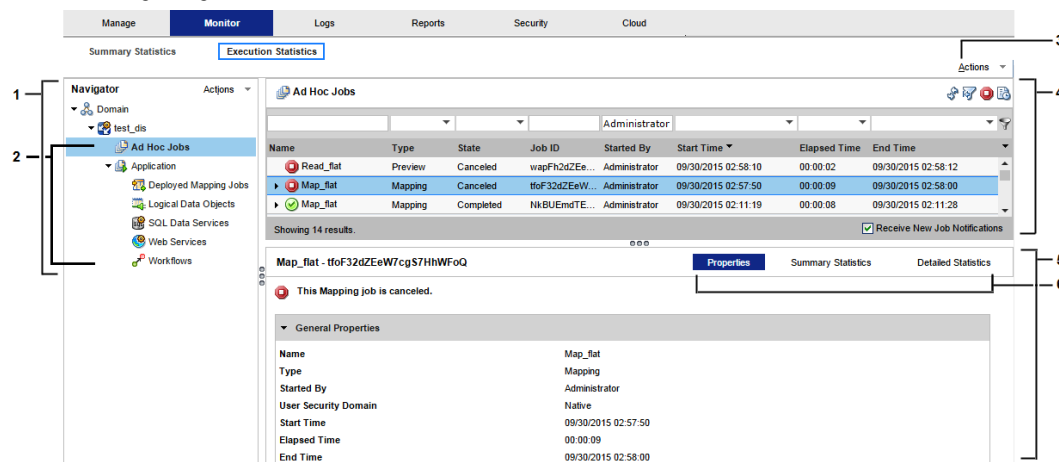 Manage Monitor Logs Reports Security Cloud
Summary Statistics Execution Statistics
3
Actions
1
Navigator Actions
Domain
test_dis
2
Ad Hoc Jobs
Application
Deployed Mapping Jobs
Logical Data Objects
SQL Data Services
Web Services
Workflows
Ad Hoc Jobs
4
Administrator
Name Type State Job ID Started By Start Time Elapsed Time End Time
Read_flat Preview Canceled wapFh2dZEe... Administrator 09/30/2015 02:58:10 00:00:02 09/30/2015 02:58:12
Map_flat Mapping Canceled tfoF32dZEeW... Administrator 09/30/2015 02:57:50 00:00:09 09/30/2015 02:58:00
Map_flat Mapping Completed NkBUEmdTE... Administrator 09/30/2015 02:11:19 00:00:08 09/30/2015 02:11:28
Showing 14 results. Receive New Job Notifications
Map_flat - tfoF32dZEeW7cgS7HhWFoQ Properties Summary Statistics Detailed Statistics
5
6
This Mapping job is canceled.
General Properties
Name Map_flat
Type Mapping
Started By Administrator
User Security Domain Native
Start Time 09/30/2015 02:57:50
Elapsed Time 00:00:09
End Time 09/30/2015 02:58:00